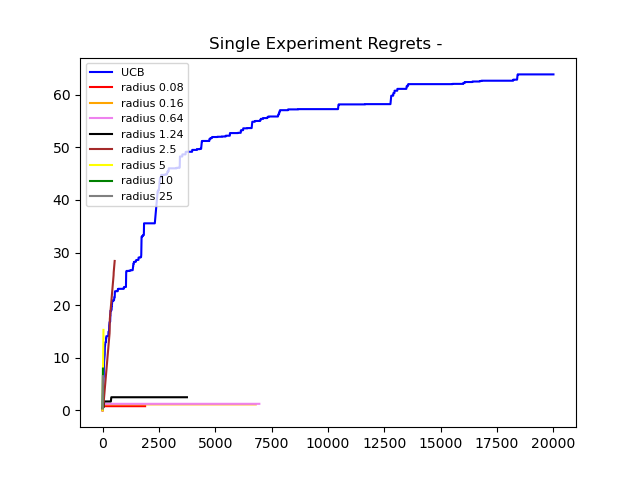 Single Experiment Regrets -
UCB
radius 0.08
radius 0.16
radius 0.64
radius 1.24
radius 2.5
radius 5
radius 10
radius 25
60
50
40
30
20
10
0
0 2500 5000 7500 10000 12500 15000 17500 20000